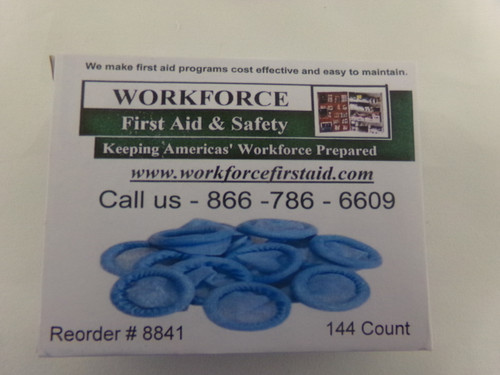 We make first aid programs cost effective and easy to maintain.
WORKFORCE
First Aid & Safety
Keeping Americas' Workforce Prepared
www.workforcefirstaid.com
Call us - 866 -786 - 6609
Reorder # 8841 144 Count